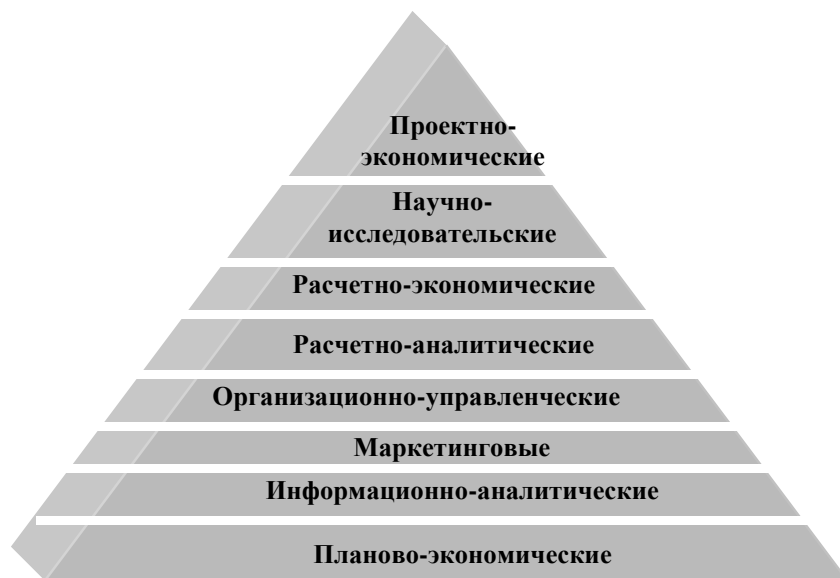 Проектно-
экономические
Научно-
исследовательские
Расчетно-экономические
Расчетно-аналитические
Организационно-управленческие
Маркетинговые
Информационно-аналитические
Планово-экономические